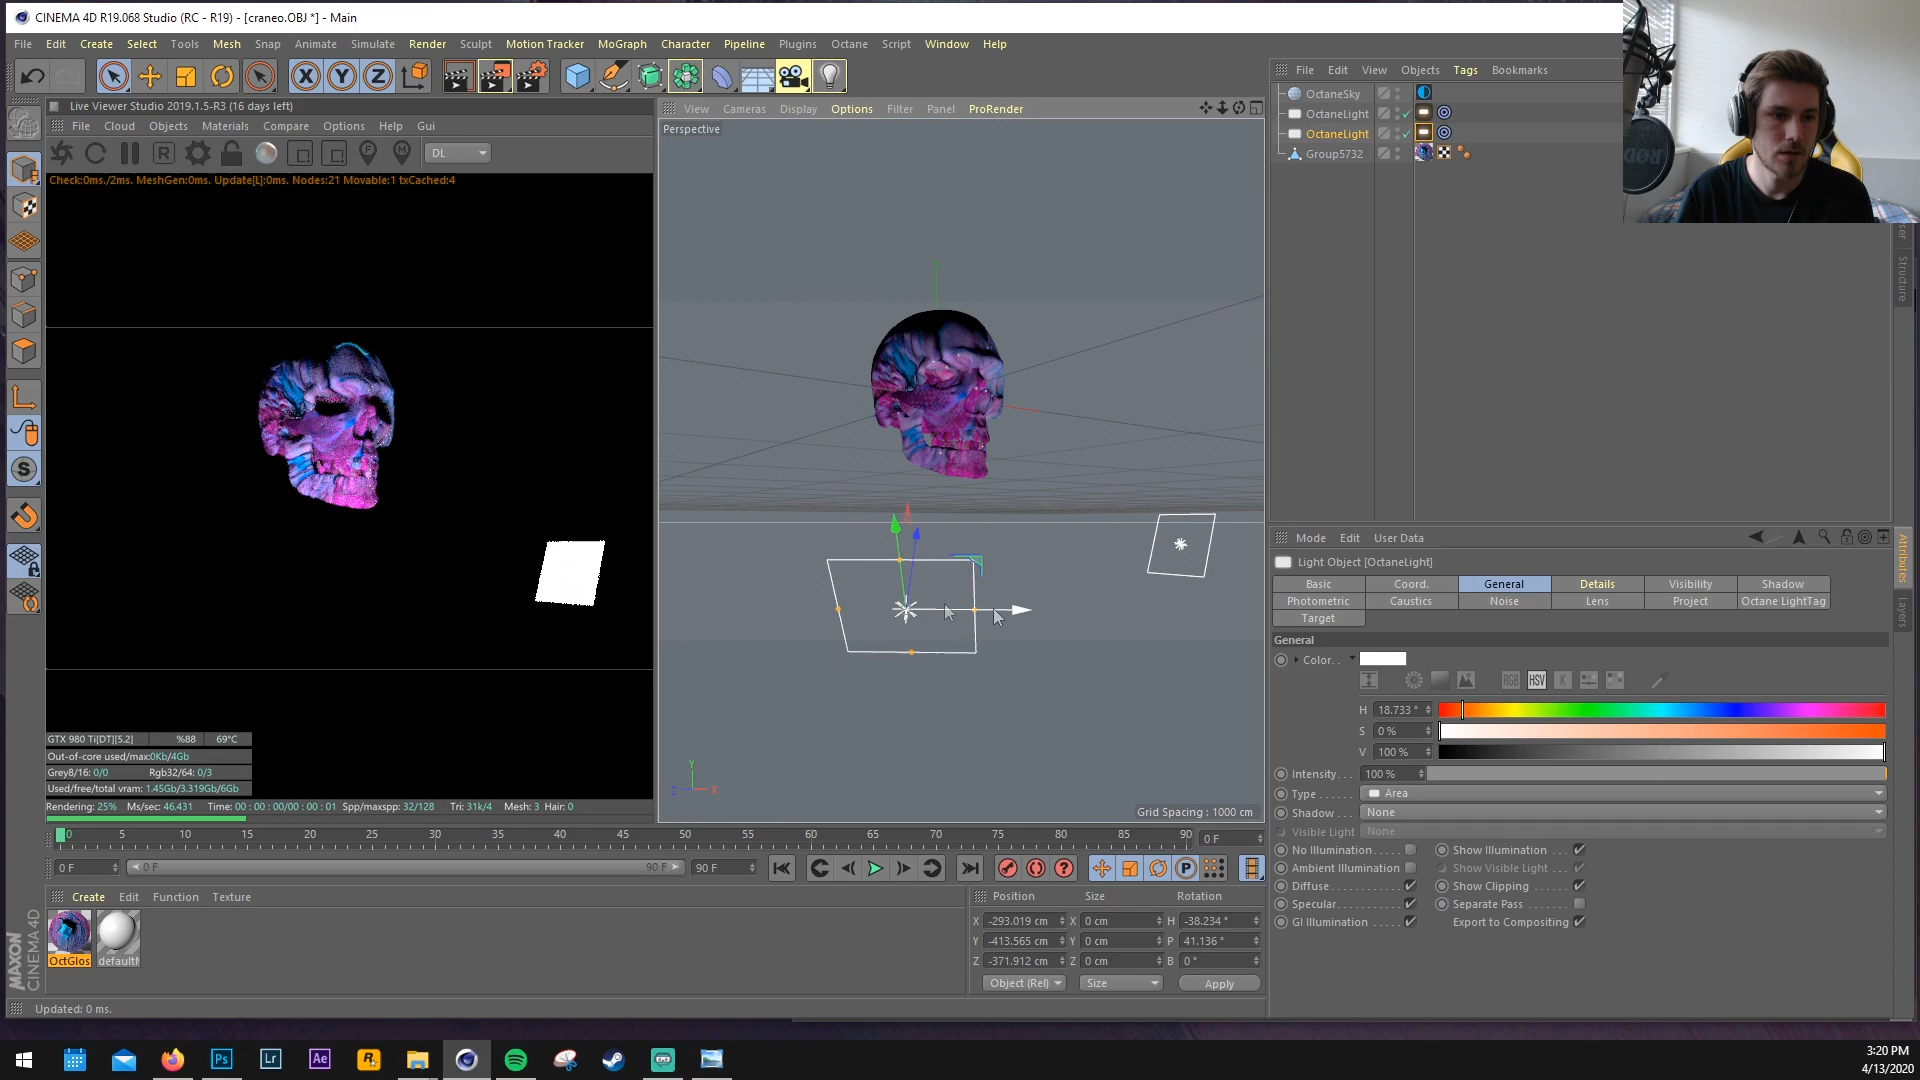 CINEMA 4D R19.068 Studio (RC - R19) - [craneo.OBJ *] - Main
File Edit Create Select Tools Mesh Snap Animate Simulate Render Sculpt Motion Tracker MoGraph Character Pipeline Plugins Octane Script Window Help
X Y Z
Live Viewer Studio 2019.1.5-R3 (16 days left)
File Cloud Objects Materials Compare Options Help Gui
R F M DL
Check:0ms./2ms. MeshGen:0ms. Update[L]:0ms. Nodes:21 Movable:1 txCached:4
View Cameras Display Options Filter Panel ProRender
Perspective
Y
Z X
Grid Spacing : 1000 cm
File Edit View Objects Tags Bookmarks
OctaneSky
OctaneLight
OctaneLight
Group5732
RODE
Structure
S
GTX 980 Ti[DT][5.2] %88 69°C
Out-of-core used/max:0Kb/4Gb
Grey8/16: 0/0 Rgb32/64: 0/3
Used/free/total vram: 1.45Gb/3.319Gb/6Gb
Rendering: 25% Ms/sec: 46.431 Time: 00 : 00 : 00/00 : 00 : 01 Spp/maxspp: 32/128 Tri: 31k/4 Mesh: 3 Hair: 0
0 5 10 15 20 25 30 35 40 45 50 55 60 65 70 75 80 85 90 0 F
0 F 0 F 90 F 90 F
? P
Create Edit Function Texture
OctGlos
MAXON
CINEMA 4D
Position Size Rotation
X -293.019 cm X 0 cm H -38.234 °
Y -413.565 cm Y 0 cm P 41.136 °
Z -371.912 cm Z 0 cm B 0 °
Object (Rel) Size Apply
Updated: 0 ms.
Mode Edit User Data
Light Object [OctaneLight]
Basic Coord. General Details Visibility Shadow
Photometric Caustics Noise Lens Project Octane LightTag
Target
General
Color. .
RGB HSV K
H 18.733 °
S 0 %
V 100 %
Intensity. . . 100 %
Type . . . . . . Area
Shadow . . . None
Visible Light None
No Illumination. . . . Show Illumination . . .
Ambient Illumination Show Visible Light . .
Diffuse . . . . . . . . . . Show Clipping . . . . .
Specular. . . . . . . . . Separate Pass . . . . . .
GI Illumination . . . . . Export to Compositing
Attributes
Layers
Ps Lr Ae R
3:20 PM
4/13/2020